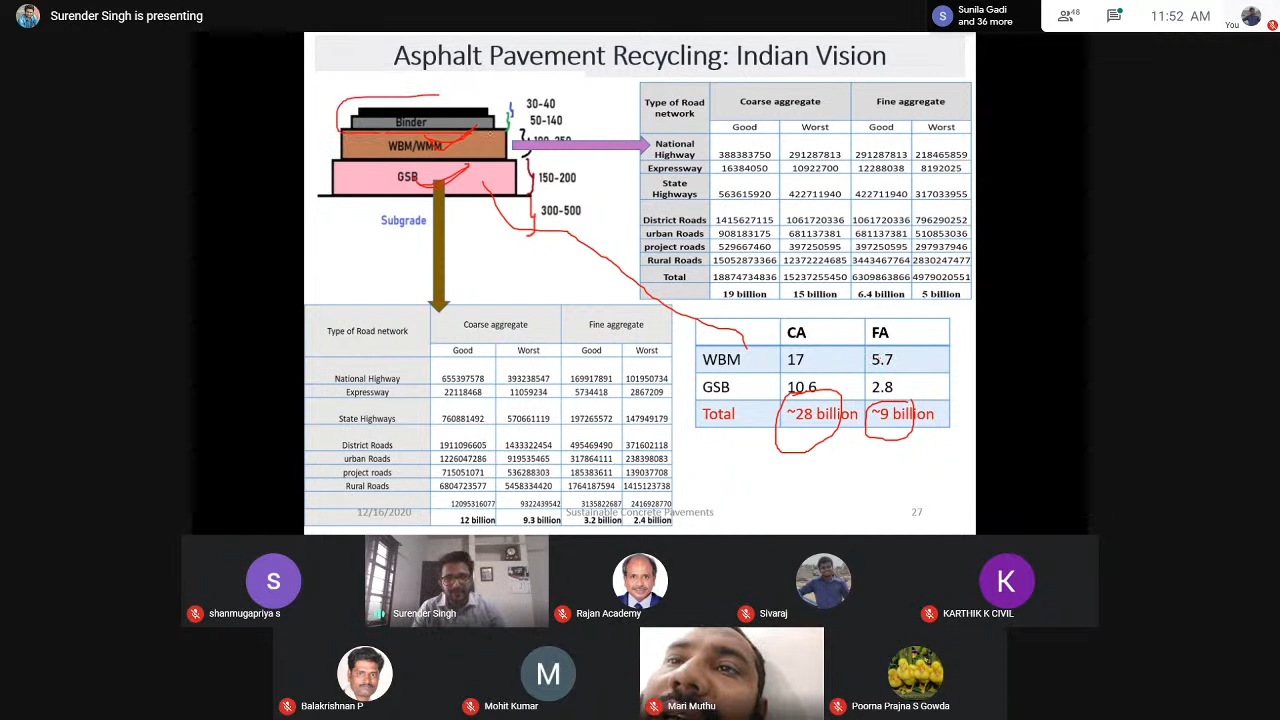 Surender Singh is presenting
S
Sunila Gadi
and 36 more
48
11:52 AM
You
Asphalt Pavement Recycling: Indian Vision
Binder
WBM/WMM
GSB
Subgrade
30-40
50-140
150-200
300-500
Type of Road network Coarse aggregate Fine aggregate
Good Worst Good Worst
National Highway 388383750 291287813 291287813 218465859
Expressway 16384050 10922700 12288038 8192025
State Highways 563615920 422711940 422711940 317033955
District Roads 1415627115 1061720336 1061720336 796290252
urban Roads 908183175 681137381 681137381 510853036
project roads 529667460 397250595 397250595 297937946
Rural Roads 15052873366 12372224685 3443467764 2830247477
Total 18874734836 15237255450 6309863866 4979020551
19 billion 15 billion 6.4 billion 5 billion
Type of Road network Coarse aggregate Fine aggregate
Good Worst Good Worst
National Highway 655397578 393238547 169917891 101950734
Expressway 22118468 11059234 5734418 2867209
State Highways 760881492 570661119 197265572 147949179
District Roads 1911096605 1433322454 495469490 371602118
urban Roads 1226047286 919535465 317864111 238398083
project roads 715051071 536288303 185383611 139037708
Rural Roads 6804723577 5458334420 1764187594 1415123738
12095316077 9322439542 3135822687 2416928770
12 billion 9.3 billion 3.2 billion 2.4 billion
CA FA
WBM 17 5.7
GSB 10.6 2.8
Total ~28 billion ~9 billion
12/16/2020 Sustainable Concrete Pavements 27
s
shanmugapriya s
Surender Singh
Rajan Academy
Sivaraj
K
KARTHIK K CIVIL
Balakrishnan P
M
Mohit Kumar
Mari Muthu
Poorna Prajna S Gowda